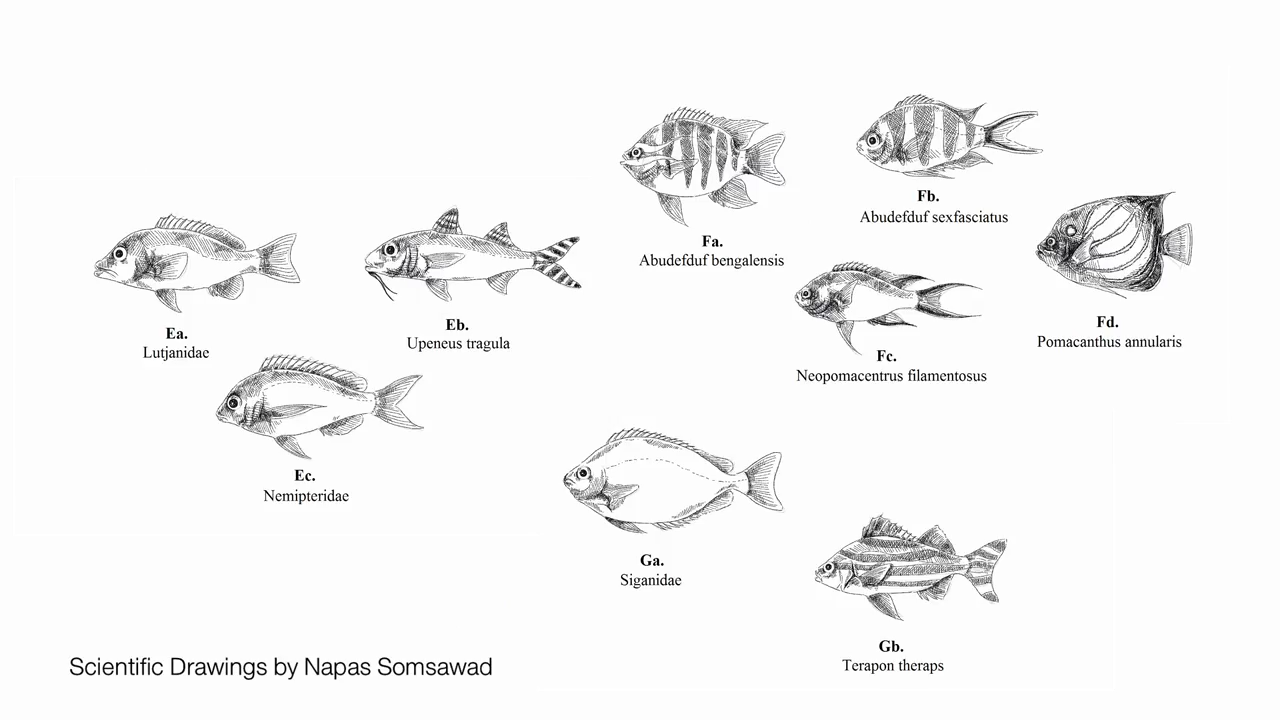 Fa.
Abudefduf bengalensis
Fb.
Abudefduf sexfasciatus
Ea.
Lutjanidae
Eb.
Upeneus tragula
Fc.
Neopomacentrus filamentosus
Fd.
Pomacanthus annularis
Ec.
Nemipteridae
Ga.
Siganidae
Gb.
Terapon theraps
Scientific Drawings by Napas Somsawad